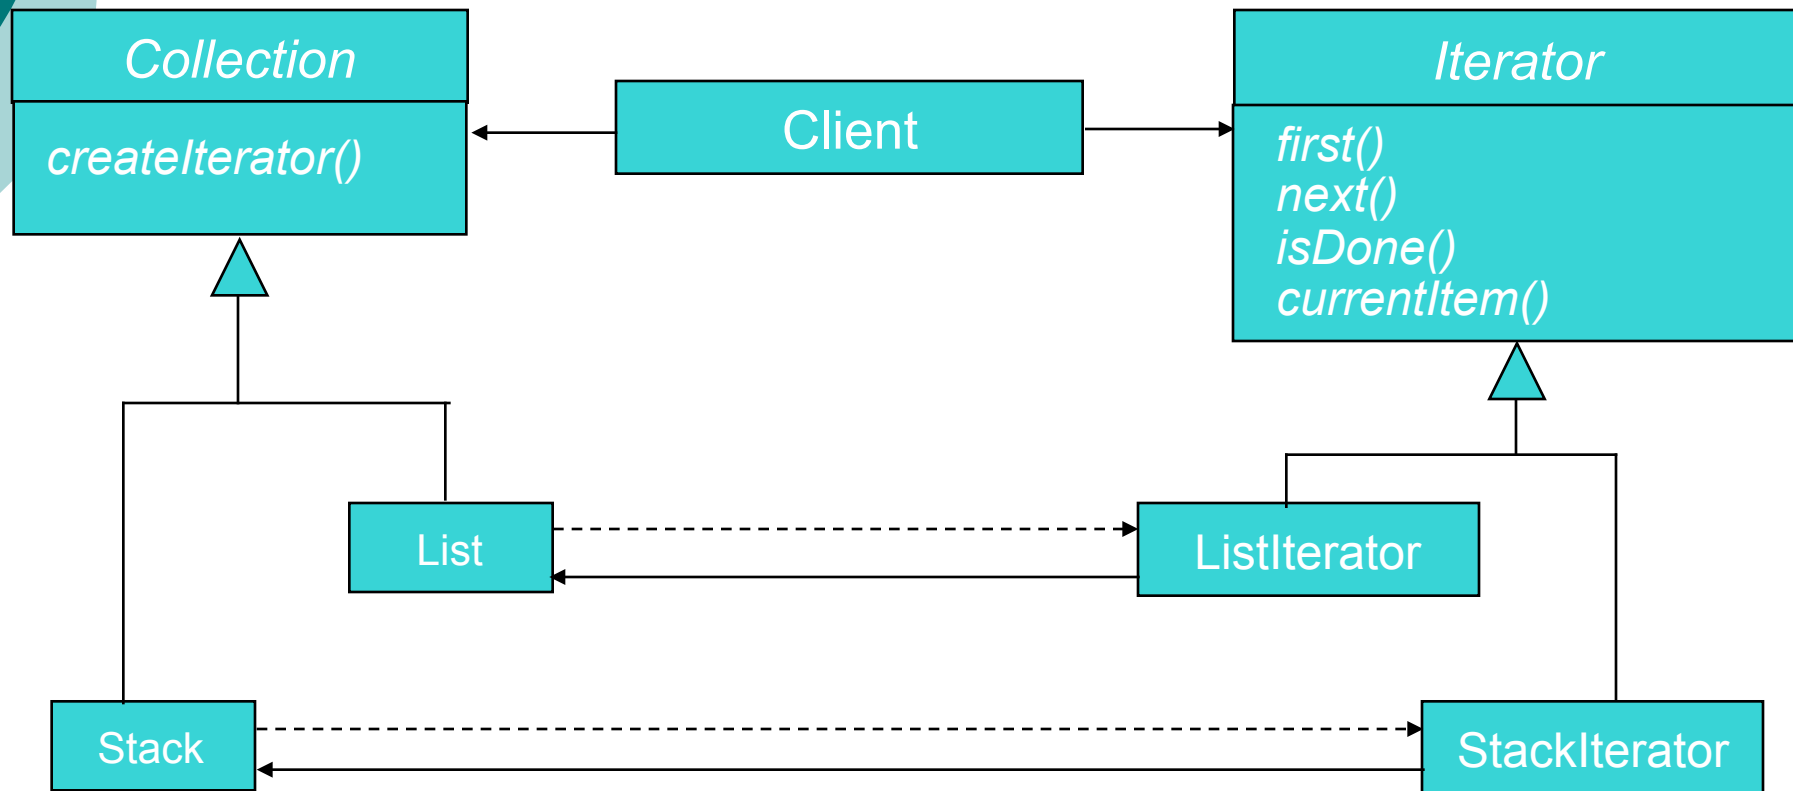 Collection
createIterator()
Client
Iterator
first()
next()
isDone()
currentItem()
List
ListIterator
Stack
StackIterator